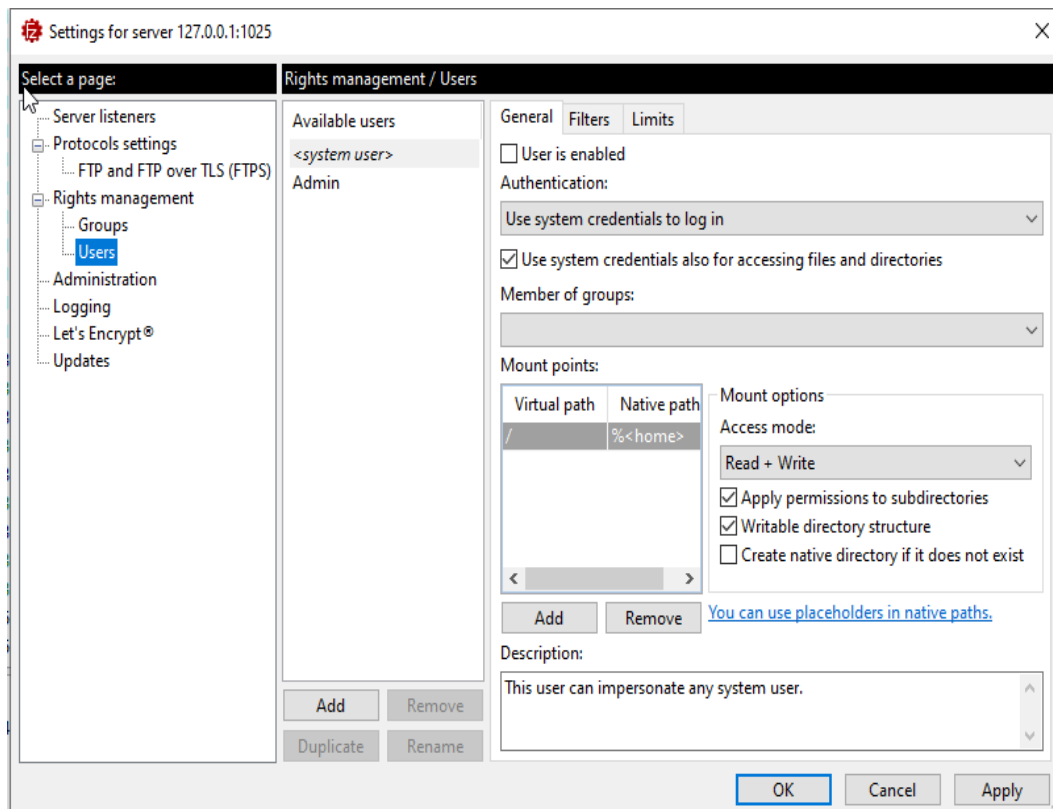 Settings for server 127.0.0.1:1025
Select a page:
Server listeners
Protocols settings
FTP and FTP over TLS (FTPS)
Rights management
Groups
Users
Administration
Logging
Let's Encrypt®
Updates
Rights management / Users
Available users
<system user>
Admin
Add
Remove
Duplicate
Rename
General
Filters
Limits
User is enabled
Authentication:
Use system credentials to log in
Use system credentials also for accessing files and directories
Member of groups:
Mount points:
Virtual path
Native path
/
%<home>
Mount options
Access mode:
Read + Write
Apply permissions to subdirectories
Writable directory structure
Create native directory if it does not exist
Add
Remove
You can use placeholders in native paths.
Description:
This user can impersonate any system user.
OK
Cancel
Apply